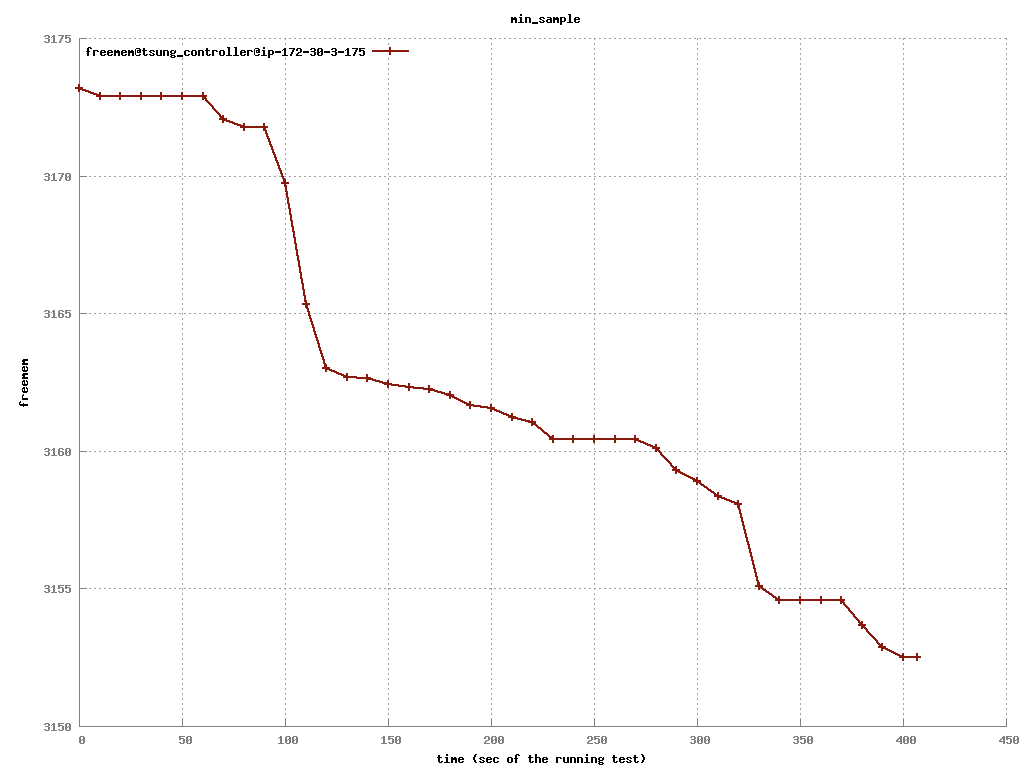 min_sample
freemem@tsung_controller@ip-172-30-3-175
3175
3170
3165
3160
3155
3150
freemem
0 50 100 150 200 250 300 350 400 450
time (sec of the running test)